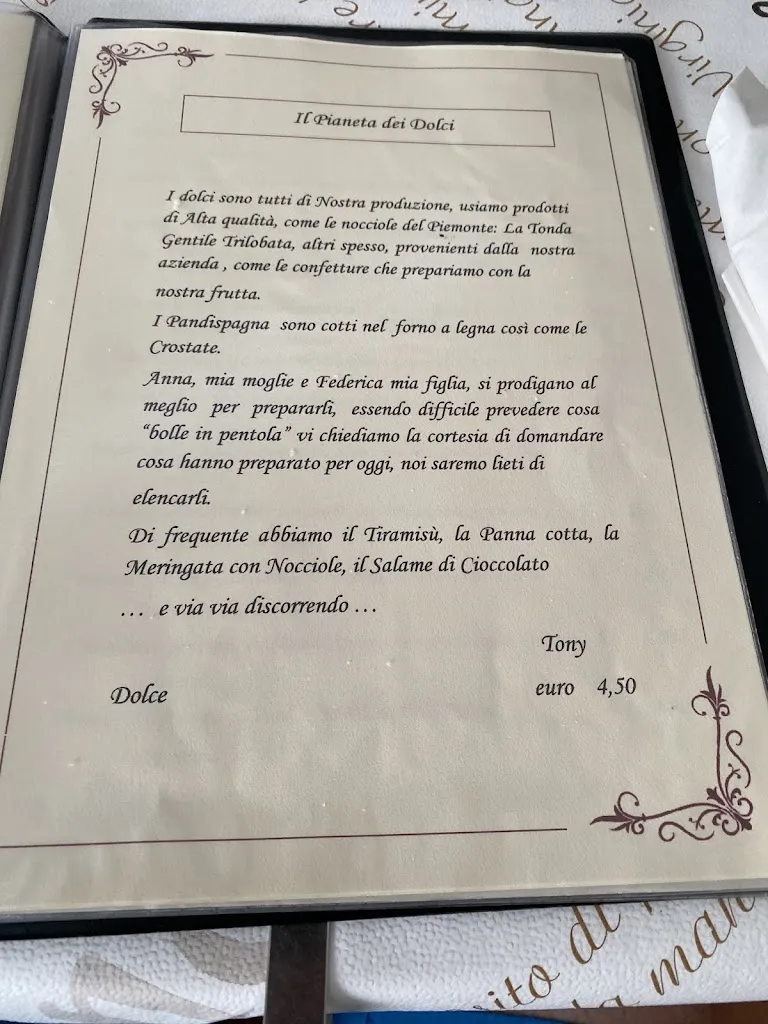 Il Pianeta dei Dolci
I dolci sono tutti di Nostra produzione, usiamo prodotti
di Alta qualità, come le nocciole del Piemonte: La Tonda
Gentile Trilobata, altri spesso, provenienti dalla nostra
azienda , come le confetture che prepariamo con la
nostra frutta.
I Pandispagna sono cotti nel forno a legna così come le
Crostate.
Anna, mia moglie e Federica mia figlia, si prodigano al
meglio per prepararli, essendo difficile prevedere cosa
“bolle in pentola” vi chiediamo la cortesia di domandare
cosa hanno preparato per oggi, noi saremo lieti di
elencarli.
Di frequente abbiamo il Tiramisù, la Panna cotta, la
Meringata con Nocciole, il Salame di Cioccolato
... e via via discorrendo ...
Tony
Dolce euro 4,50